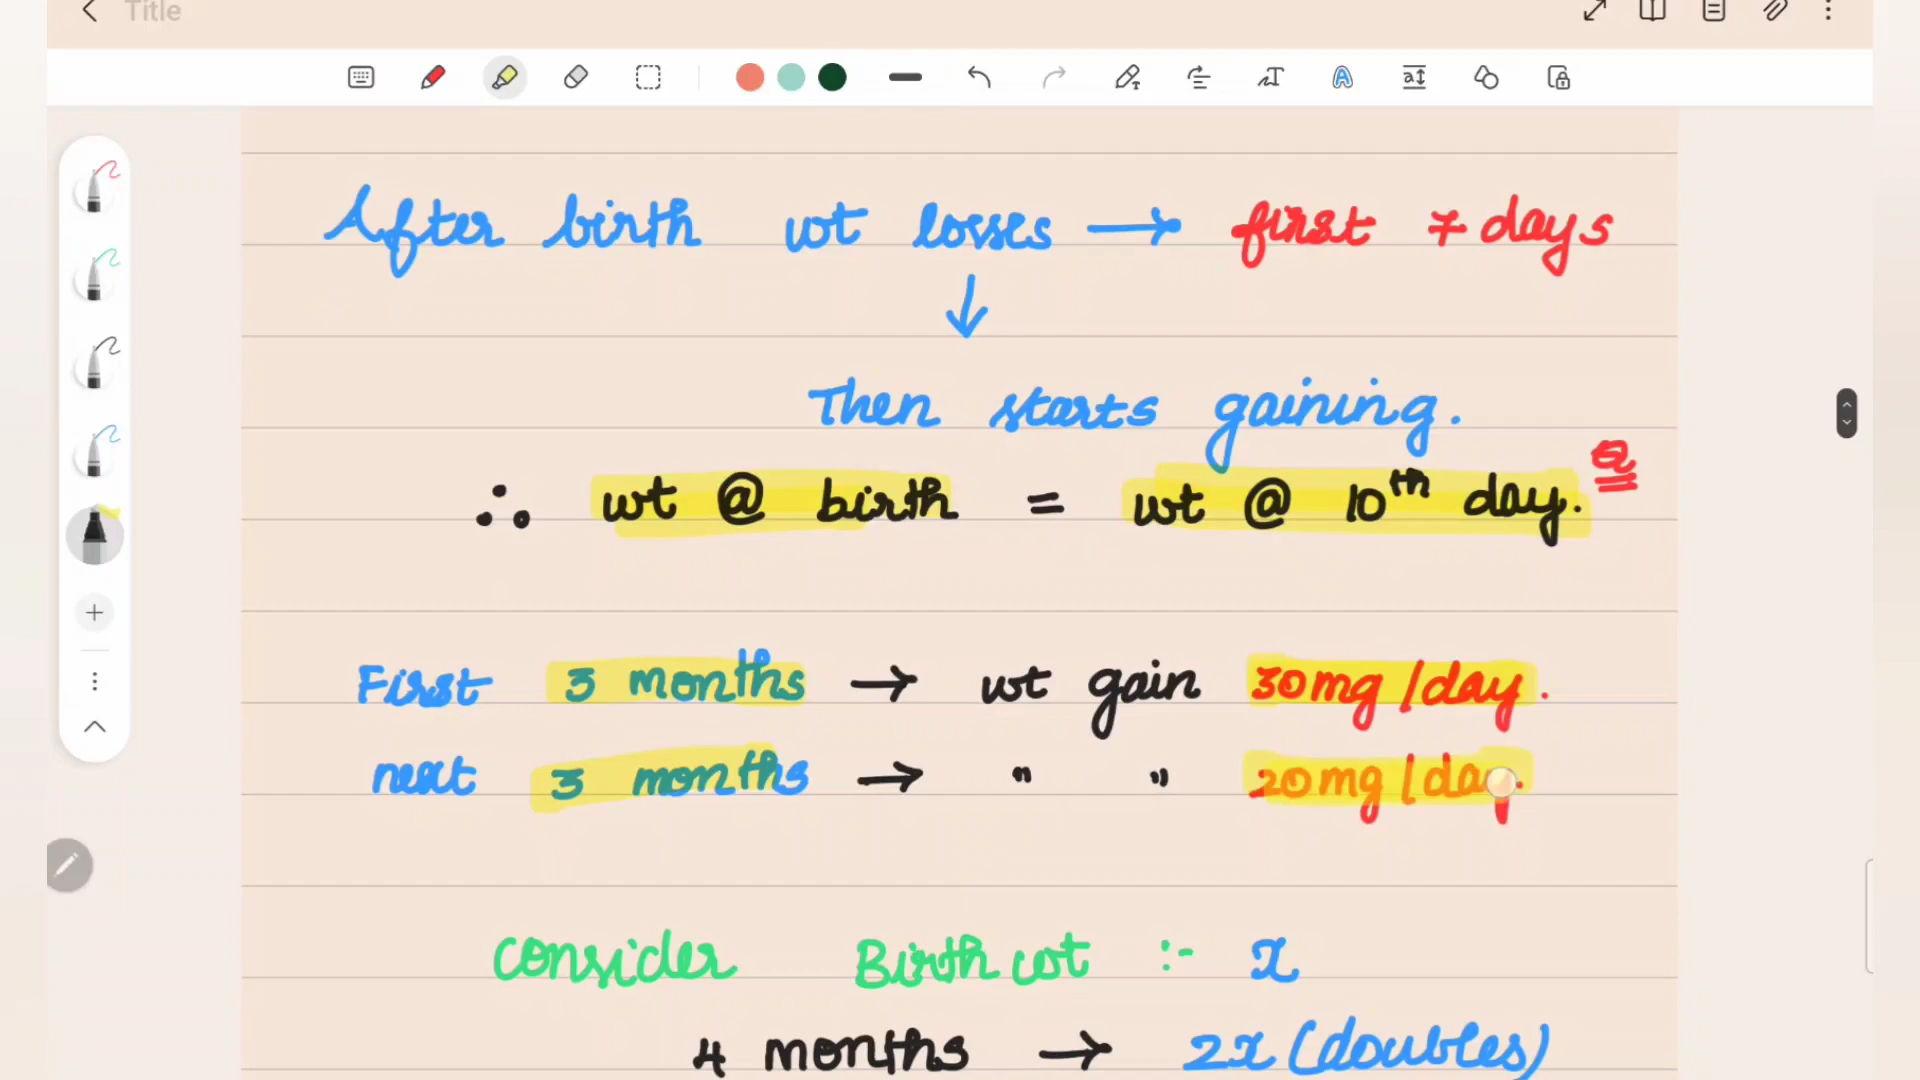 Title
After birth wt losses → first 7 days
↓
Then starts gaining.
∴ wt @ birth = wt @ 10th day.
First 3 months → wt gain 30mg/day.
next 3 months → " " 20mg/day.
Consider Birth wt :- x
4 months → 2x (doubles)